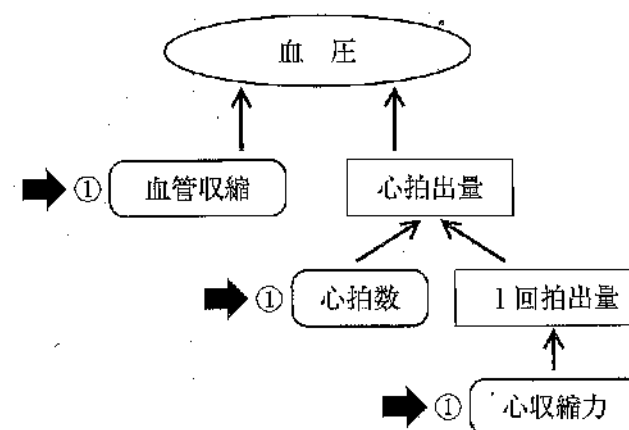 血 圧
① 血管収縮
心拍出量
① 心拍数
1回拍出量
① 心収縮力